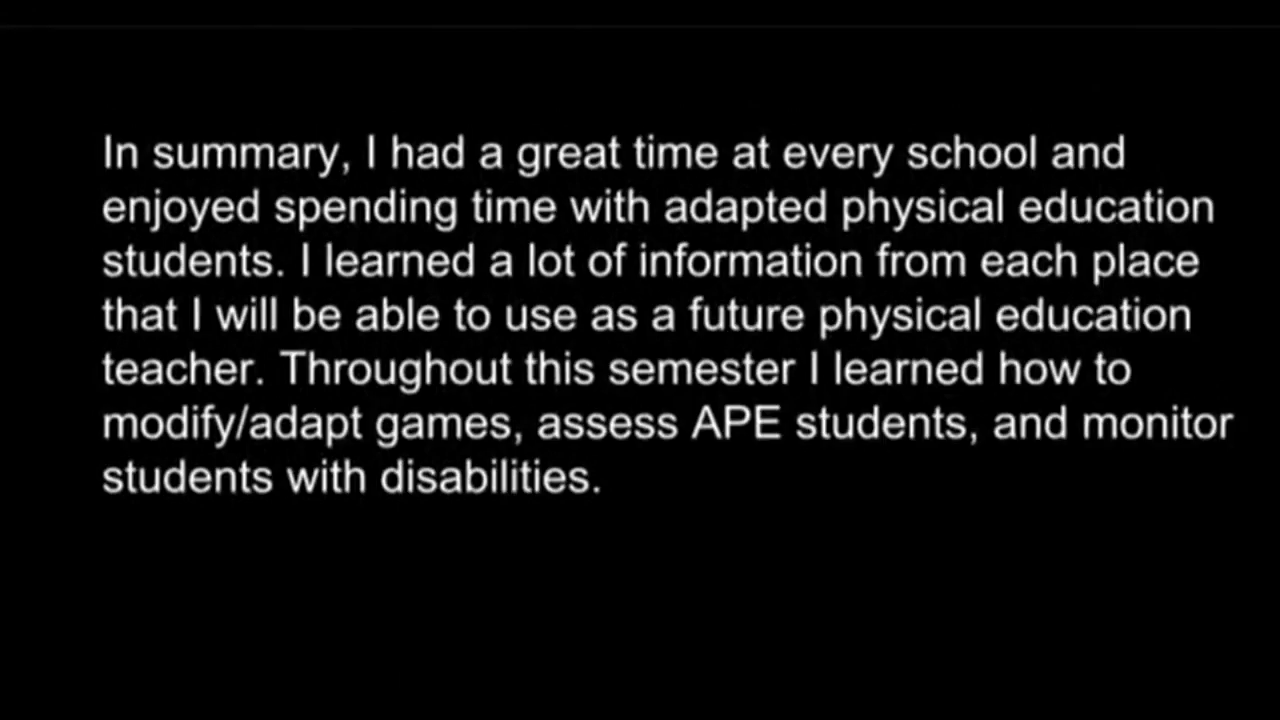 In summary, I had a great time at every school and
enjoyed spending time with adapted physical education
students. I learned a lot of information from each place
that I will be able to use as a future physical education
teacher. Throughout this semester I learned how to
modify/adapt games, assess APE students, and monitor
students with disabilities.